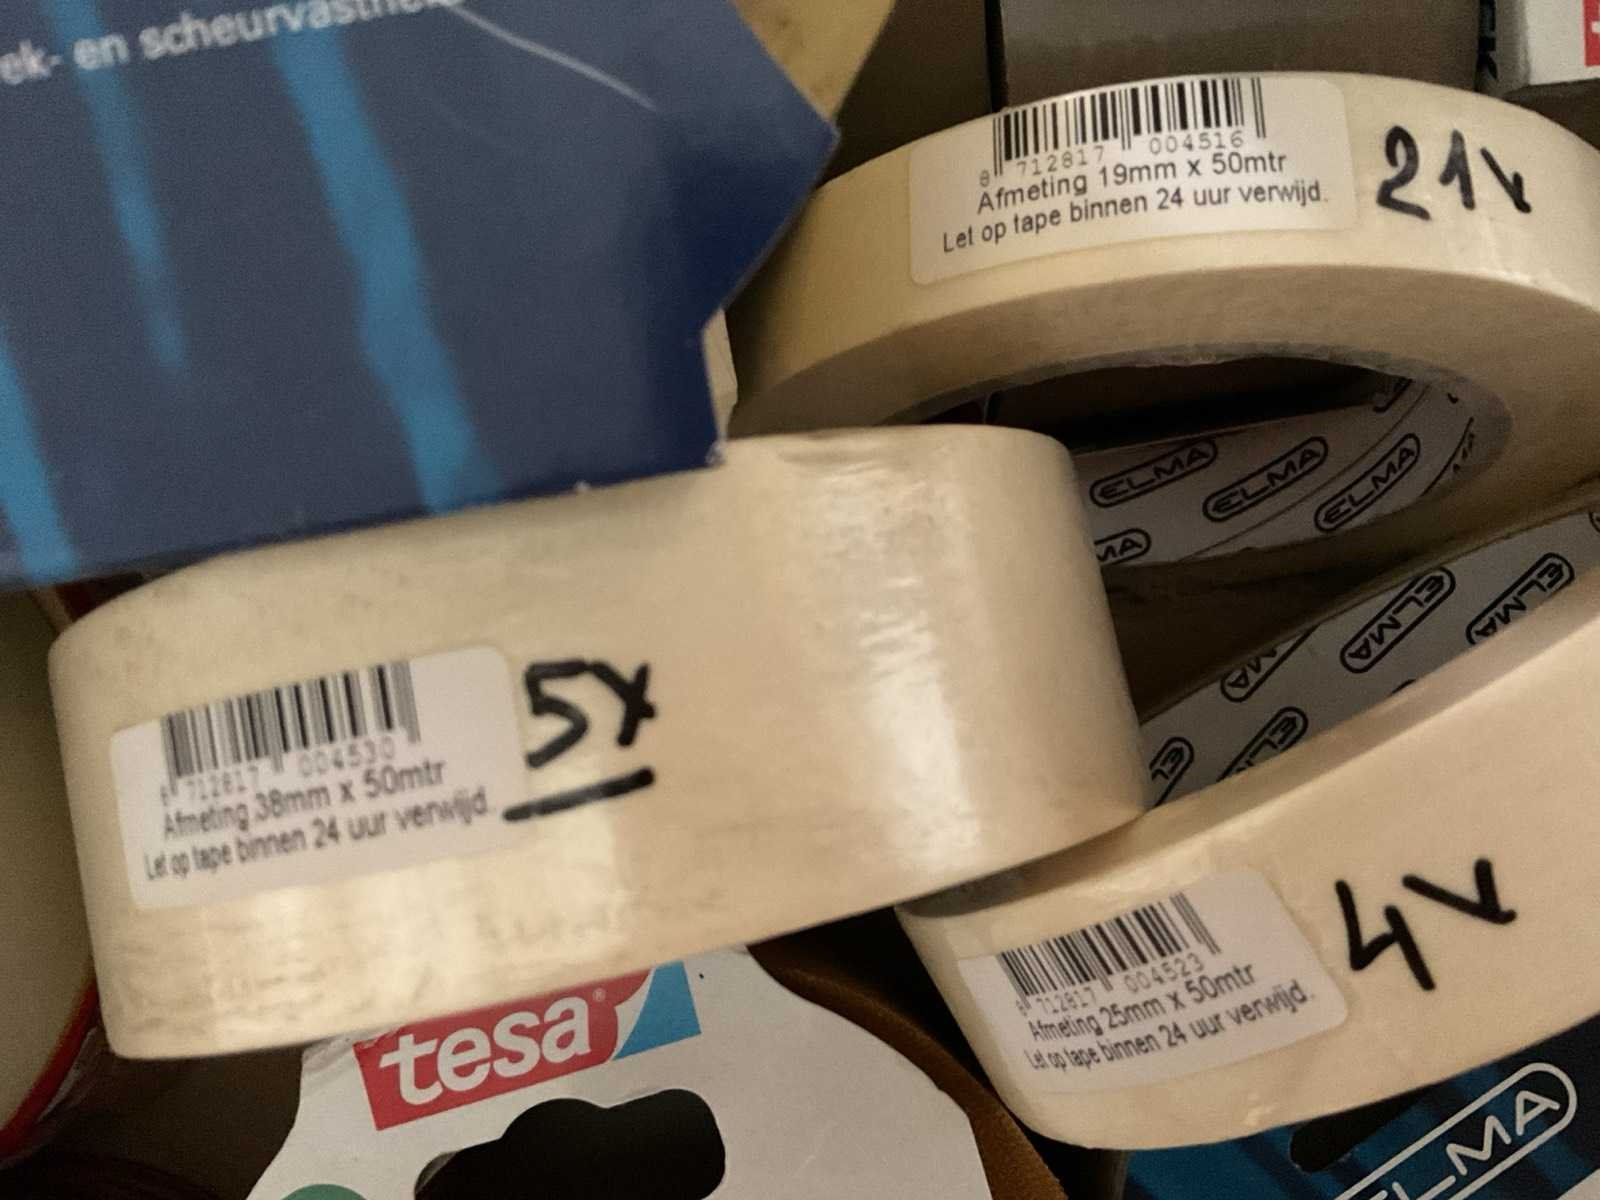 en scheurvasthe
8 712817 004516
Afmeting 19mm x 50mtr
Let op tape binnen 24 uur verwijd.
21x
ELMA ELMA ELMA
ELMA
ELMA ELMA
8 712817 004530
Afmeting 38mm x 50mtr
Let op tape binnen 24 uur verwijd.
5x
8 712817 004523
Afmeting 25mm x 50mtr
Let op tape binnen 24 uur verwijd.
4x
tesa®
ELMA